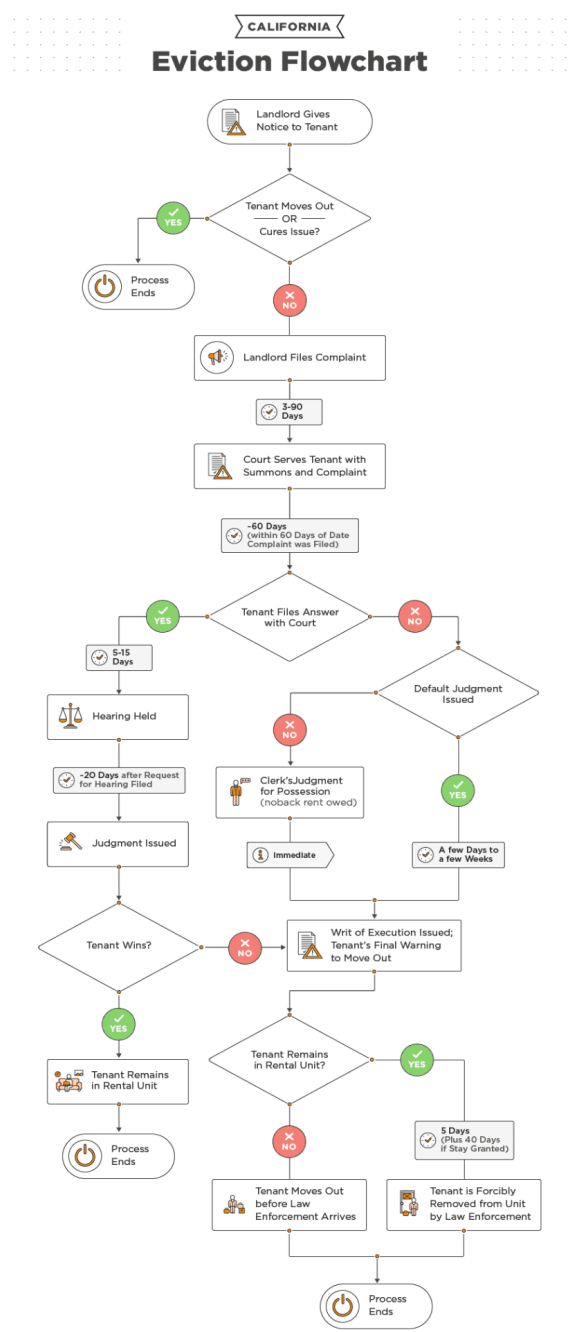 CALIFORNIA
Eviction Flowchart
Landlord Gives
Notice to Tenant
Tenant Moves Out
OR
Cures Issue?
YES
Process
Ends
NO
Landlord Files Complaint
3-90
Days
Court Serves Tenant with
Summons and Complaint
~60 Days
(within 60 Days of Date
Complaint was Filed)
Tenant Files Answer
with Court
YES
NO
5-15
Days
Default Judgment
Issued
Hearing Held
NO
~20 Days after Request
for Hearing Filed
Clerk'sJudgment
for Possession
(noback rent owed)
YES
Judgment Issued
Immediate
A few Days to
a few Weeks
Tenant Wins?
NO
Writ of Execution Issued;
Tenant's Final Warning
to Move Out
YES
Tenant Remains
in Rental Unit?
YES
Tenant Remains
in Rental Unit
NO
5 Days
(Plus 40 Days
if Stay Granted)
Process
Ends
Tenant Moves Out
before Law
Enforcement Arrives
Tenant is Forcibly
Removed from Unit
by Law Enforcement
Process
Ends